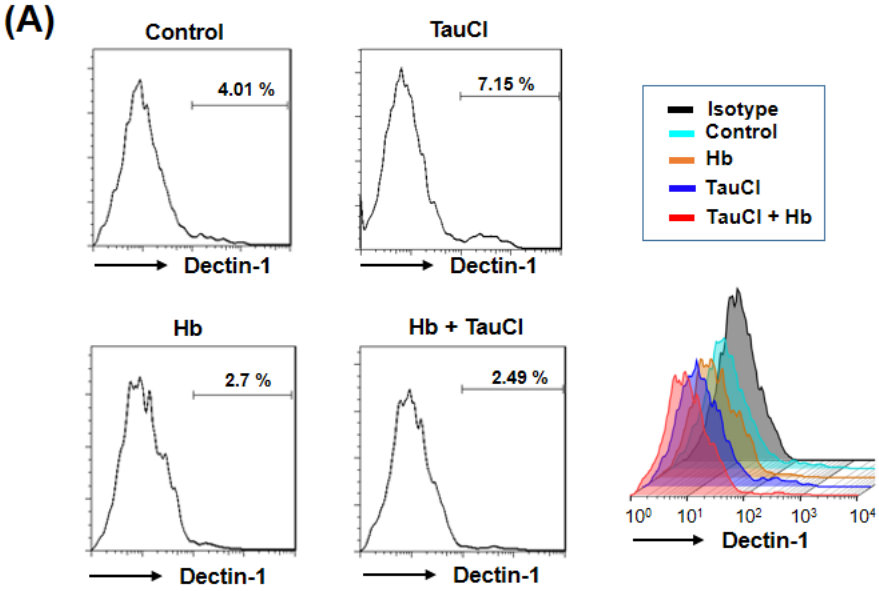 (A)
Control
TauCl
4.01 %
7.15 %
Dectin-1
Dectin-1
Isotype
Control
Hb
TauCl
TauCl + Hb
Hb
Hb + TauCl
2.7 %
2.49 %
Dectin-1
Dectin-1
10⁰ 10¹ 10² 10³ 10⁴
Dectin-1